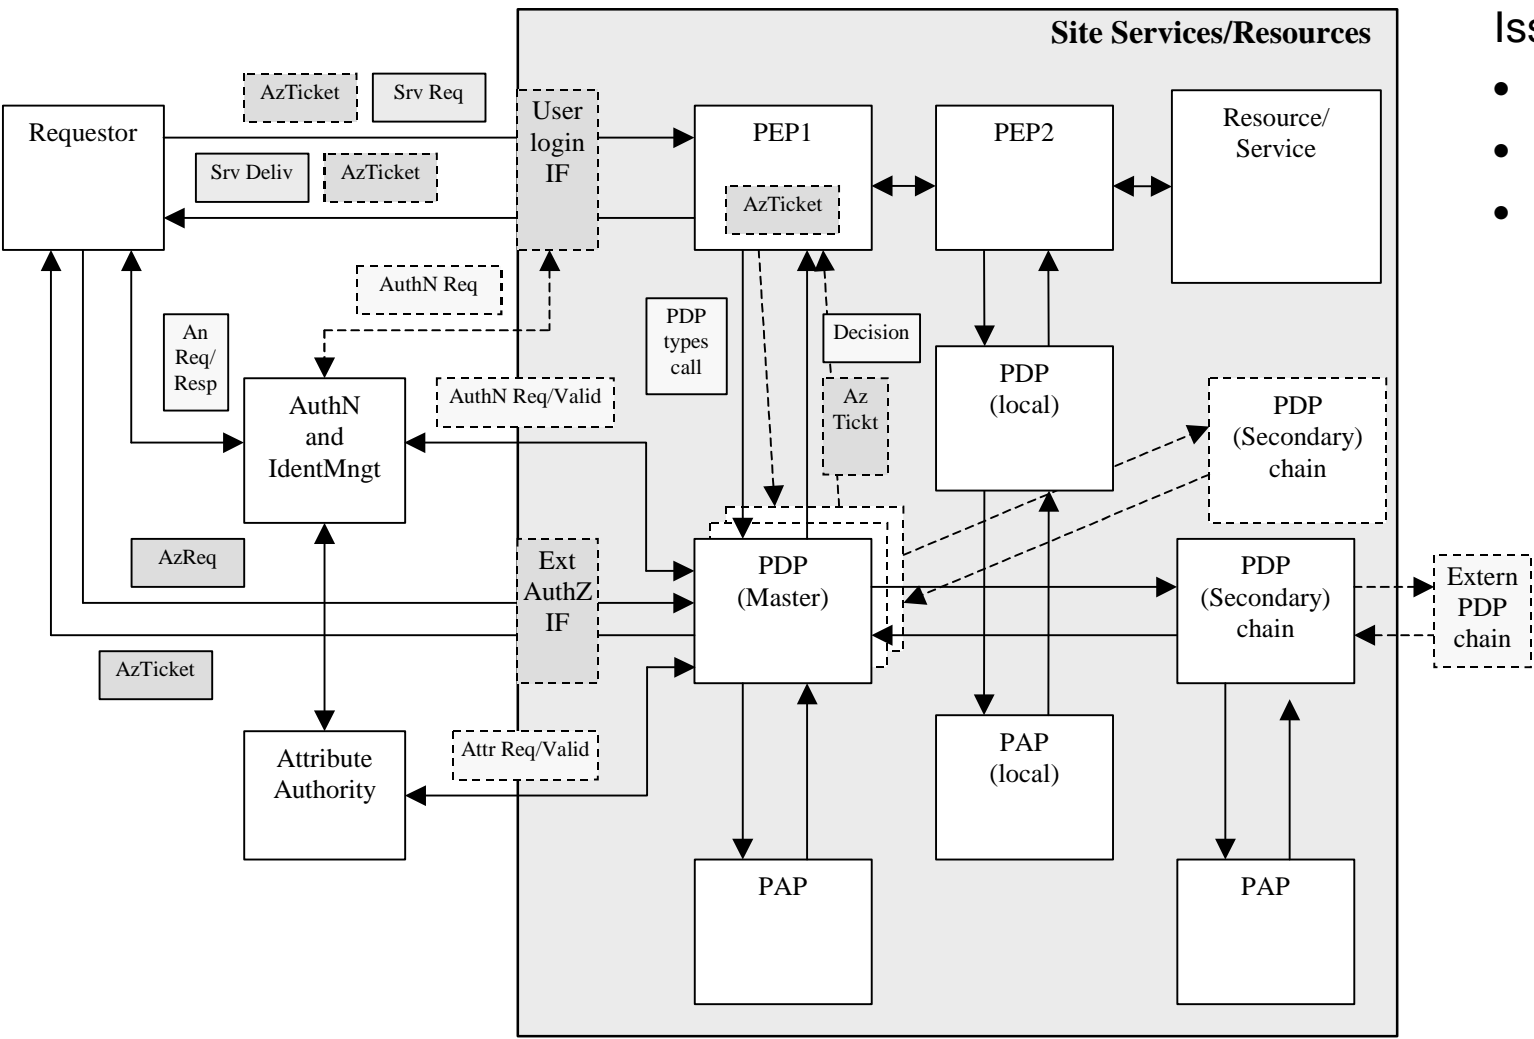 Site Services/Resources
Iss
•
•
•
AzTicket
Srv Req
Requestor
Srv Deliv
AzTicket
User
login
IF
PEP1
AzTicket
PEP2
Resource/
Service
AuthN Req
An
Req/
Resp
PDP
types
call
Decision
Az
Tickt
PDP
(local)
PDP
(Secondary)
chain
AuthN
and
IdentMngt
AuthN Req/Valid
AzReq
Ext
AuthZ
IF
PDP
(Master)
PDP
(Secondary)
chain
Extern
PDP
chain
AzTicket
Attribute
Authority
Attr Req/Valid
PAP
(local)
PAP
PAP